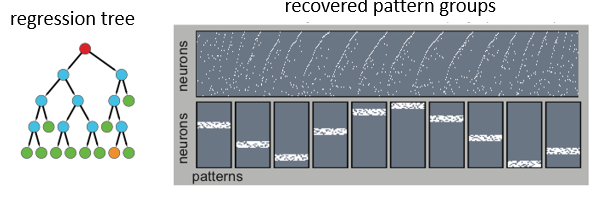 recovered pattern groups
regression tree
neurons
neurons
patterns